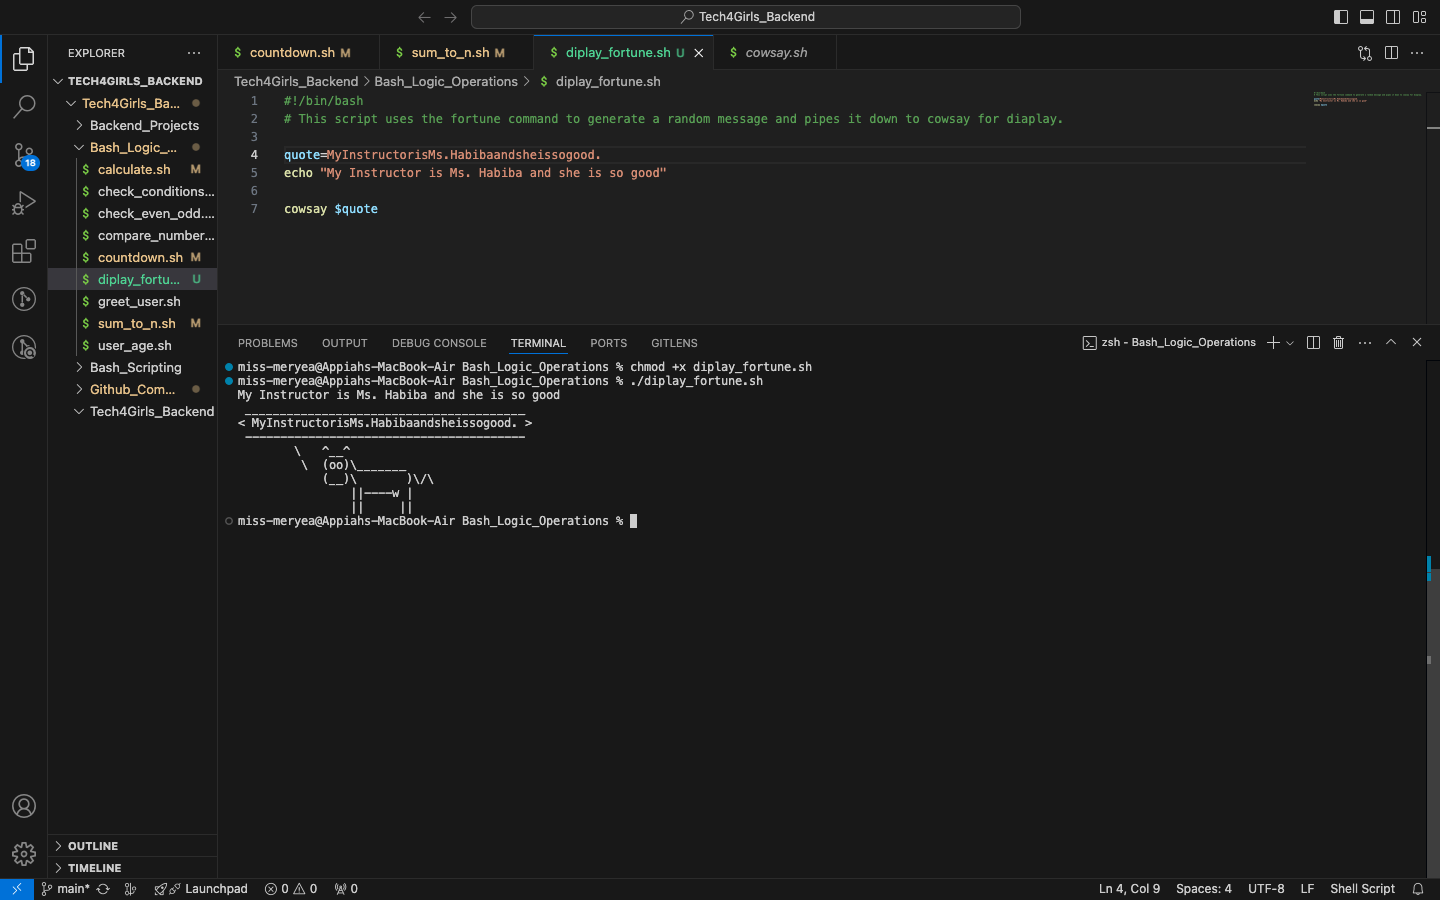 Tech4Girls_Backend
EXPLORER
TECH4GIRLS_BACKEND
Tech4Girls_Ba...
Backend_Projects
Bash_Logic_...
18
$ calculate.sh M
$ check_conditions...
$ check_even_odd....
$ compare_number...
$ countdown.sh M
$ diplay_fortu... U
$ greet_user.sh
$ sum_to_n.sh M
$ user_age.sh
Bash_Scripting
Github_Com...
Tech4Girls_Backend
OUTLINE
TIMELINE
$ countdown.sh M
$ sum_to_n.sh M
$ diplay_fortune.sh U
$ cowsay.sh
Tech4Girls_Backend > Bash_Logic_Operations > $ diplay_fortune.sh
1 #!/bin/bash
2 # This script uses the fortune command to generate a random message and pipes it down to cowsay for diaplay.
3
4 quote=MyInstructorisMs.Habibaandsheissogood.
5 echo "My Instructor is Ms. Habiba and she is so good"
6
7 cowsay $quote
PROBLEMS OUTPUT DEBUG CONSOLE TERMINAL PORTS GITLENS
zsh - Bash_Logic_Operations
miss-meryea@Appiahs-MacBook-Air Bash_Logic_Operations % chmod +x diplay_fortune.sh
miss-meryea@Appiahs-MacBook-Air Bash_Logic_Operations % ./diplay_fortune.sh
My Instructor is Ms. Habiba and she is so good
 ________________________________________
< MyInstructorisMs.Habibaandsheissogood. >
 ----------------------------------------
        \   ^__^
         \  (oo)\_______
            (__)\       )\/\
                ||----w |
                ||     ||
miss-meryea@Appiahs-MacBook-Air Bash_Logic_Operations %
main* Launchpad 0 0 0
Ln 4, Col 9 Spaces: 4 UTF-8 LF Shell Script